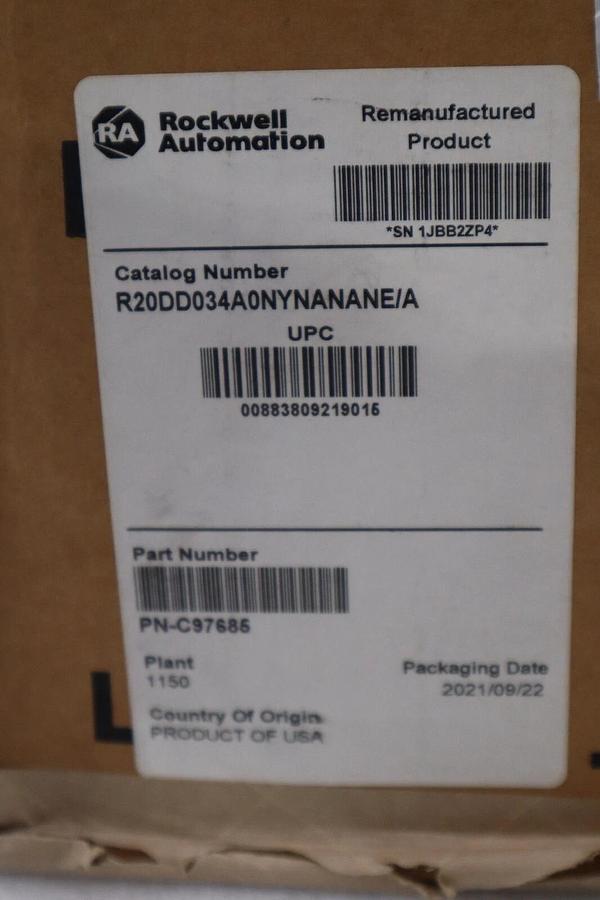 RA Rockwell Automation
Remanufactured
Product
*SN 1JBB2ZP4*
Catalog Number
R20DD034A0NYNANANE/A
UPC
00883809219015
Part Number
PN-C97685
Plant
1150
Packaging Date
2021/09/22
Country Of Origin
PRODUCT OF USA